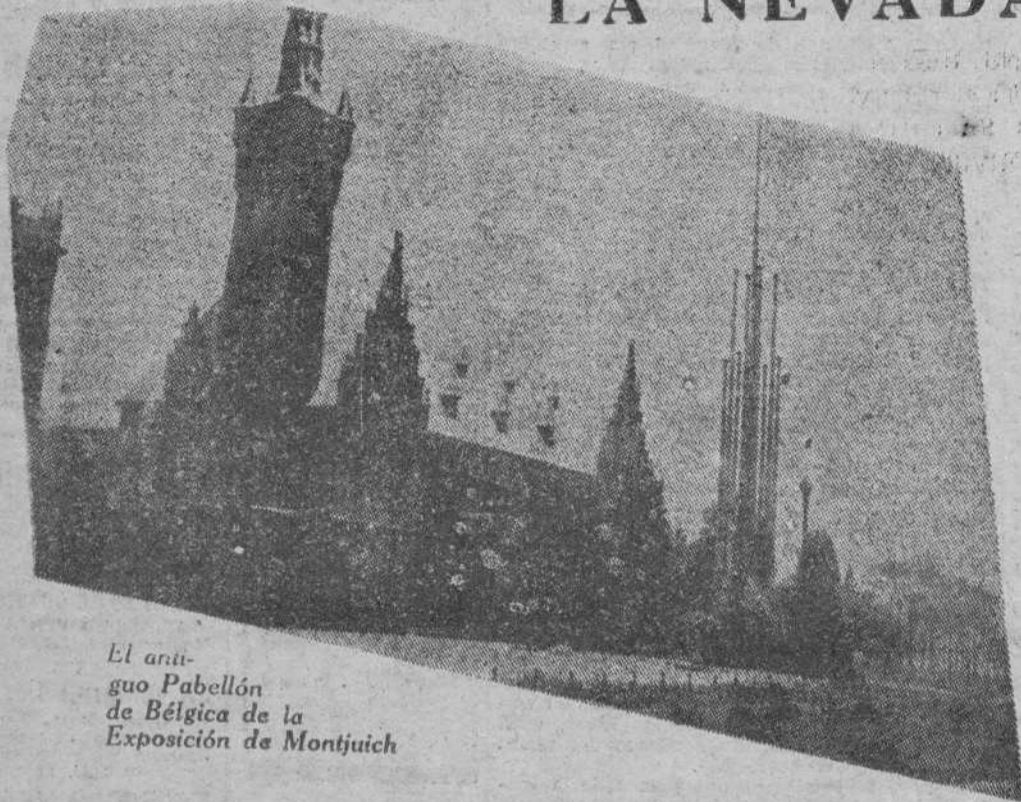 LA NEVADA
El anti-
guo Pabellón
de Bélgica de la
Exposición de Montjuich